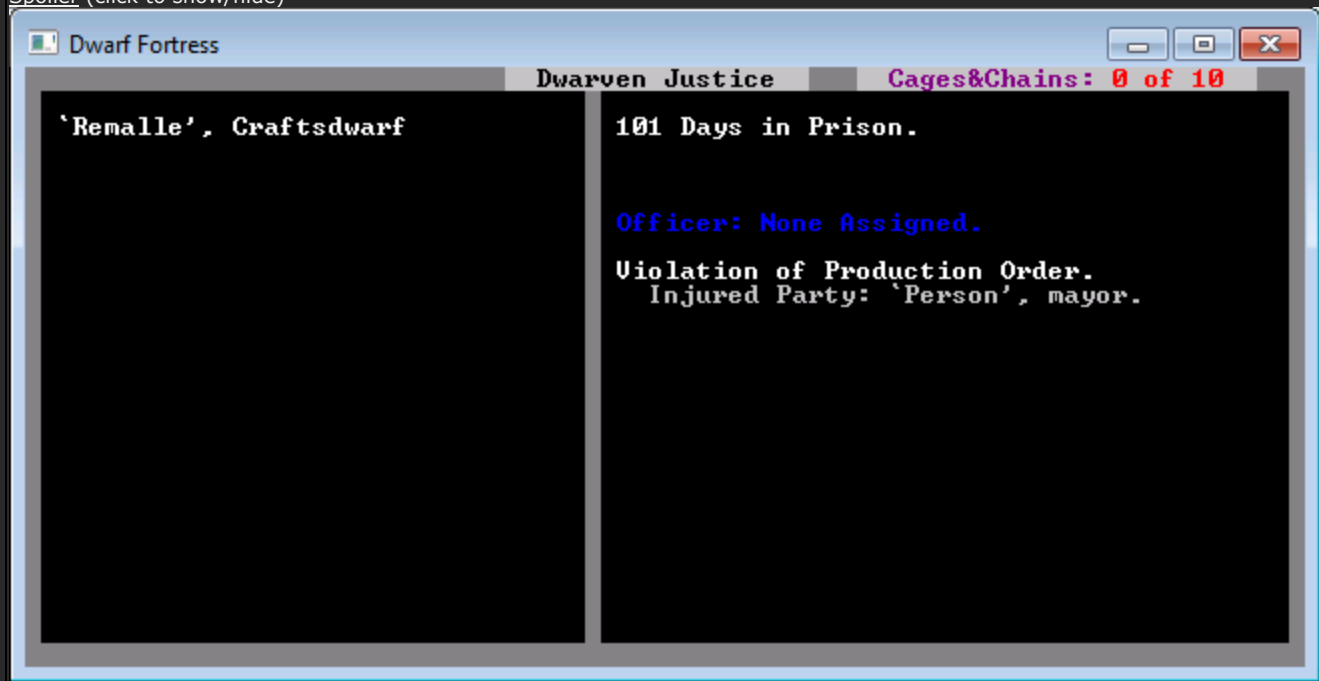 Spoiler (click to show/hide)
Dwarf Fortress
Dwarven Justice
Cages&Chains: 0 of 10
`Remalle', Craftsdwarf
101 Days in Prison.
Officer: None Assigned.
Violation of Production Order.
Injured Party: `Person', mayor.